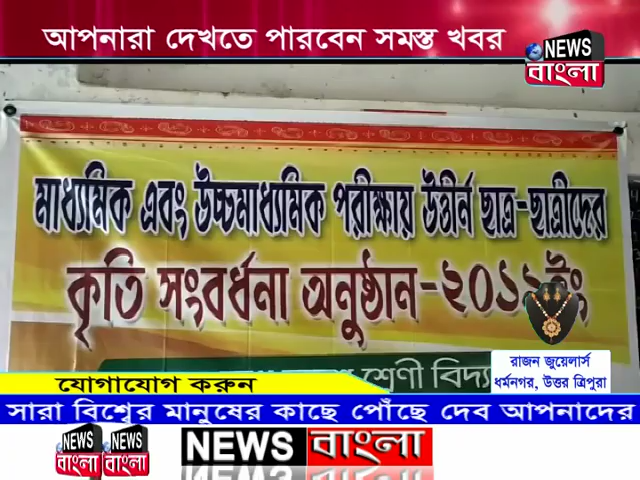 আপনারা দেখতে পারবেন সমস্ত খবর
NEWS
বাংলা
মাধ্যমিক এবং উচ্চমাধ্যমিক পরীক্ষায় উত্তীর্ন ছাত্র-ছাত্রীদের
কৃতি সংবর্ধনা অনুষ্ঠান-২০১২ইং
শ্রেণী বিদ্য
রাজন জুয়েলার্স
ধর্মনগর, উত্তর ত্রিপুরা
যোগাযোগ করুন
সারা বিশ্বের মানুষের কাছে পৌঁছে দেব আপনাদের
NEWS NEWS
বাংলা বাংলা
NEWS বাংলা